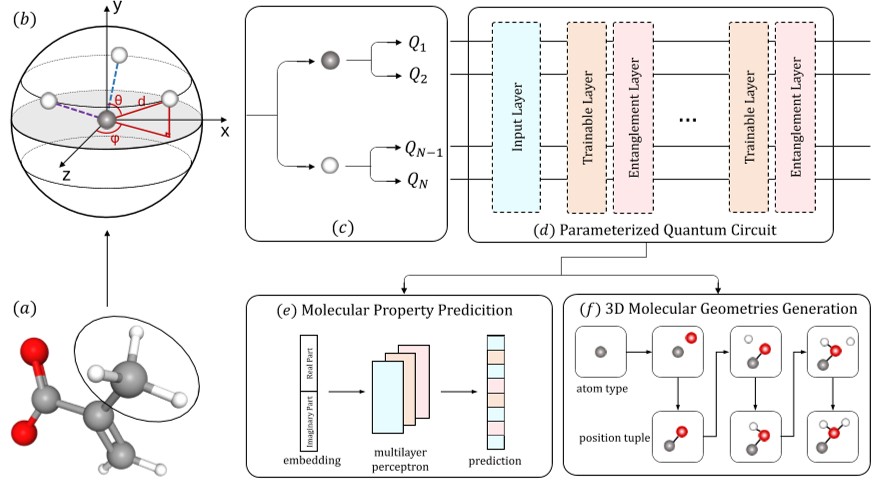 (b)
y
θ
d
φ
x
z
Q1
Q2
QN−1
QN
(c)
Input Layer
Trainable Layer
Entanglement Layer
...
Trainable Layer
Entanglement Layer
(d) Parameterized Quantum Circuit
(a)
(e) Molecular Property Predicition
Real Part
Imaginary Part
embedding
multilayer
perceptron
prediction
(f) 3D Molecular Geometries Generation
atom type
position tuple